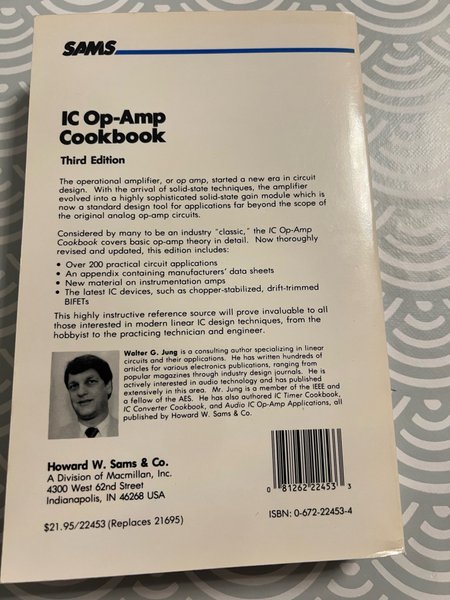 SAMS
IC Op-Amp
Cookbook
Third Edition
The operational amplifier, or op amp, started a new era in circuit
design. With the arrival of solid-state techniques, the amplifier
evolved into a highly sophisticated solid-state gain module which is
now a standard design tool for applications far beyond the scope of
the original analog op-amp circuits.
Considered by many to be an industry "classic," the IC Op-Amp
Cookbook covers basic op-amp theory in detail. Now thoroughly
revised and updated, this edition includes:
• Over 200 practical circuit applications
• An appendix containing manufacturers' data sheets
• New material on instrumentation amps
• The latest IC devices, such as chopper-stabilized, drift-trimmed
BIFETs
This highly instructive reference source will prove invaluable to all
those interested in modern linear IC design techniques, from the
hobbyist to the practicing technician and engineer.
Walter G. Jung is a consulting author specializing in linear
circuits and their applications. He has written hundreds of
articles for various electronics publications, ranging from
popular magazines through industry design journals. He is
actively interested in audio technology and has published
extensively in this area. Mr. Jung is a member of the IEEE and
a fellow of the AES. He has also authored IC Timer Cookbook,
IC Converter Cookbook, and Audio IC Op-Amp Applications, all
published by Howard W. Sams & Co.
Howard W. Sams & Co.
A Division of Macmillan, Inc.
4300 West 62nd Street
Indianapolis, IN 46268 USA
$21.95/22453 (Replaces 21695)
0 81262 22453 3
ISBN: 0-672-22453-4